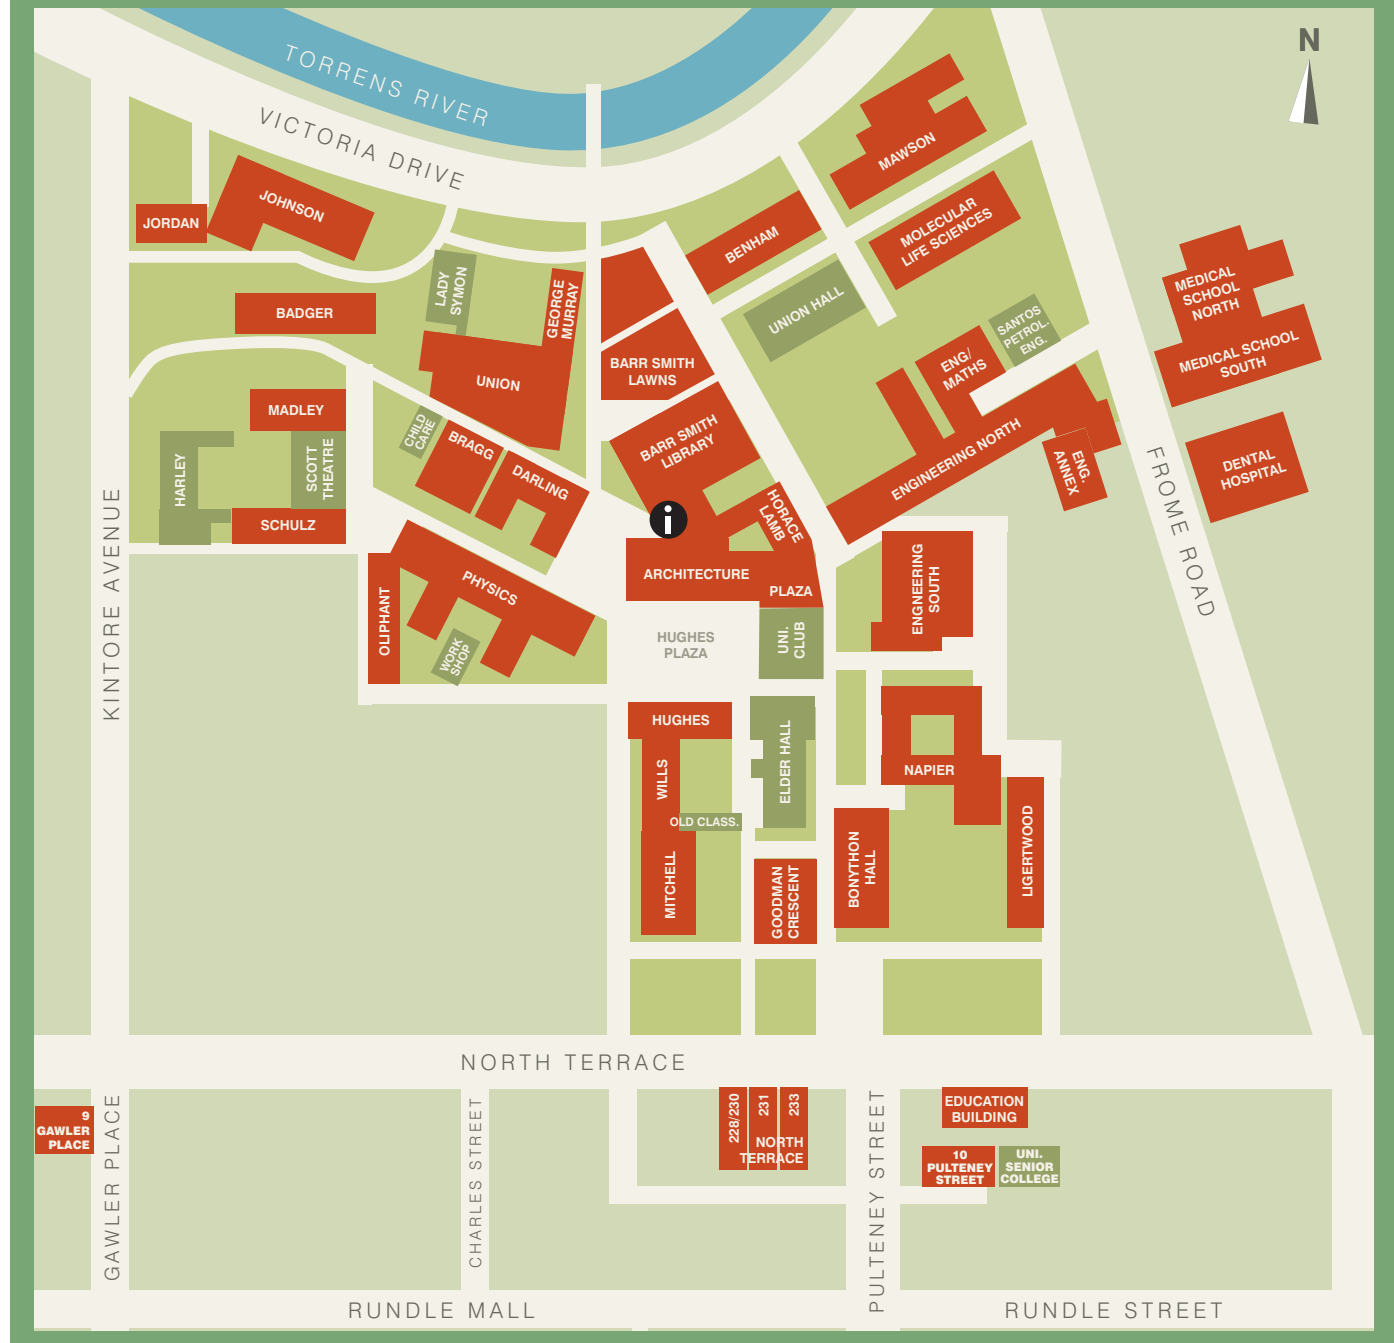 N
TORRENS RIVER
VICTORIA DRIVE
MAWSON
JOHNSON
JORDAN
BENHAM
MOLECULAR
LIFE SCIENCES
LADY
SYMON
GEORGE
MURRAY
UNION HALL
MEDICAL
SCHOOL
NORTH
BADGER
SANTOS
PETROL.
ENG.
MEDICAL SCHOOL
SOUTH
ENG/
MATHS
BARR SMITH
LAWNS
UNION
MADLEY
CHILD
CARE
BRAGG
BARR SMITH
LIBRARY
ENGINEERING NORTH
ENG.
ANNEX
DENTAL
HOSPITAL
HARLEY
SCOTT
THEATRE
DARLING
HORACE
LAMB
SCHULZ
i
FROME ROAD
KINTORE AVENUE
ARCHITECTURE
PLAZA
PHYSICS
OLIPHANT
ENGNEERING
SOUTH
WORK
SHOP
HUGHES
PLAZA
UNI.
CLUB
HUGHES
WILLS
ELDER HALL
NAPIER
OLD CLASS.
MITCHELL
GOODMAN
CRESCENT
BONYTHON
HALL
LIGERTWOOD
NORTH TERRACE
9
GAWLER
PLACE
GAWLER PLACE
CHARLES STREET
228/230
231
233
NORTH
TERRACE
PULTENEY STREET
EDUCATION
BUILDING
10
PULTENEY
STREET
UNI.
SENIOR
COLLEGE
RUNDLE MALL
RUNDLE STREET